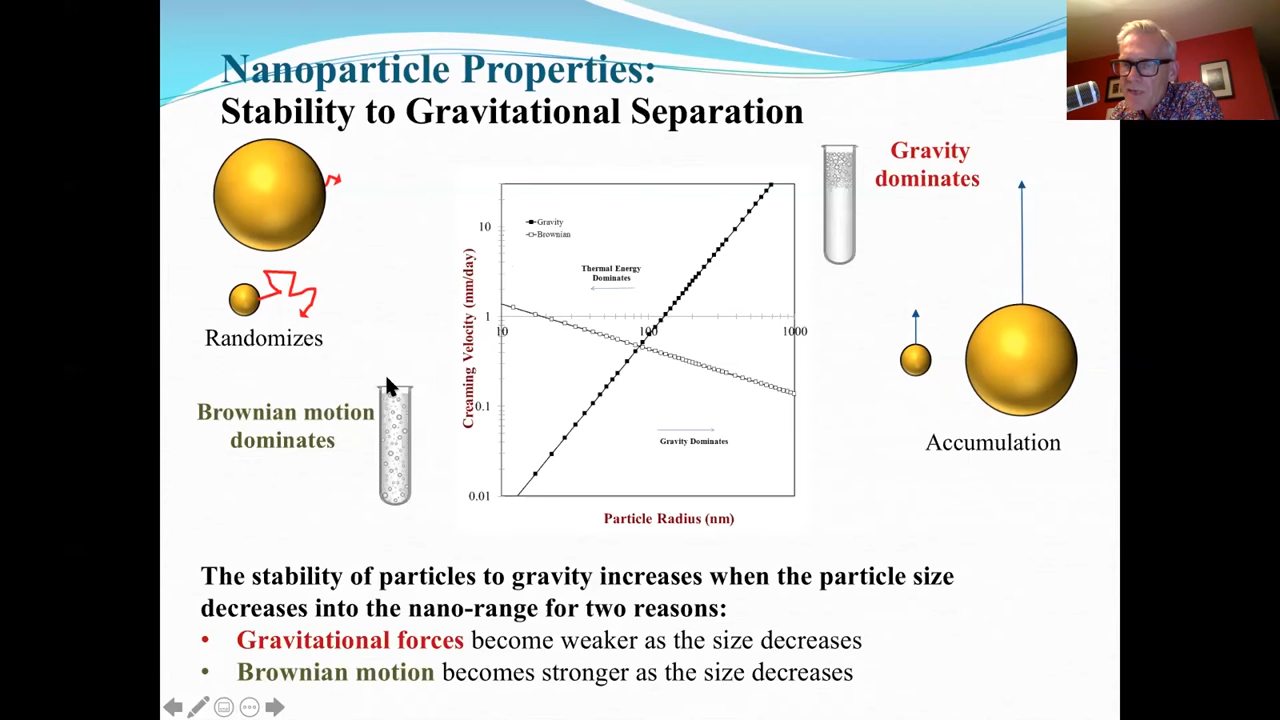 Nanoparticle Properties:
Stability to Gravitational Separation
Gravity
dominates
Randomizes
Brownian motion
dominates
Accumulation
Gravity
Brownian
Thermal Energy
Dominates
Gravity Dominates
Creaming Velocity (mm/day)
10
1
0.1
0.01
10
100
1000
Particle Radius (nm)
The stability of particles to gravity increases when the particle size
decreases into the nano-range for two reasons:
• Gravitational forces become weaker as the size decreases
• Brownian motion becomes stronger as the size decreases